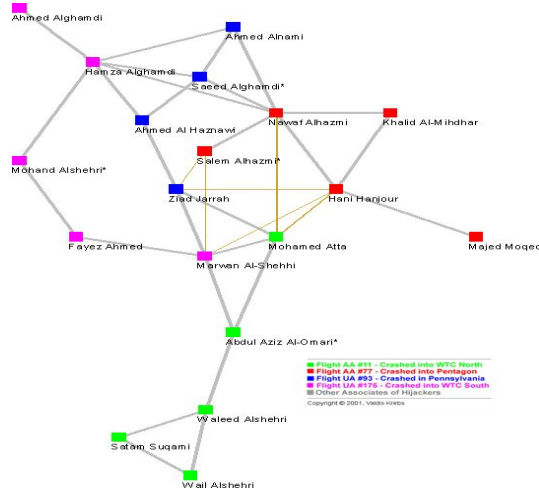 Ahmed Alghamdi
Ahmed Alnami
Hamza Alghamdi
Saeed Alghamdi*
Nawaf Alhazmi
Khalid Al-Mihdhar
Ahmed Al Haznawi
Salem Alhazmi*
Mohand Alshehri*
Ziad Jarrah
Hani Hanjour
Fayez Ahmed
Mohamed Atta
Majed Moqed
Marwan Al-Shehhi
Abdul Aziz Al-Omari*
Flight AA #11 - Crashed into WTC North
Flight AA #77 - Crashed into Pentagon
Flight UA #93 - Crashed in Pennsylvania
Flight UA #175 - Crashed into WTC South
Other Associates of Hijackers
Copyright © 2001, Valdis Krebs
Waleed Alshehri
Satam Suqami
Wail Alshehri